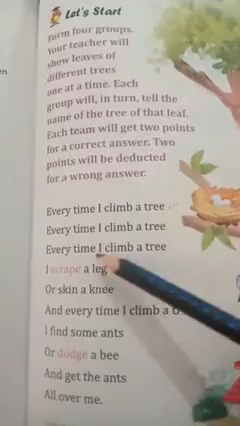 Let's Start
Form four groups.
Your teacher will
show leaves of
different trees
one at a time. Each
group will, in turn, tell the
name of the tree of that leaf.
Each team will get two points
for a correct answer. Two
points will be deducted
for a wrong answer.
Every time I climb a tree
Every time I climb a tree
Every time I climb a tree
I scrape a leg
Or skin a knee
And every time I climb a
I find some ants
Or dodge a bee
And get the ants
All over me.